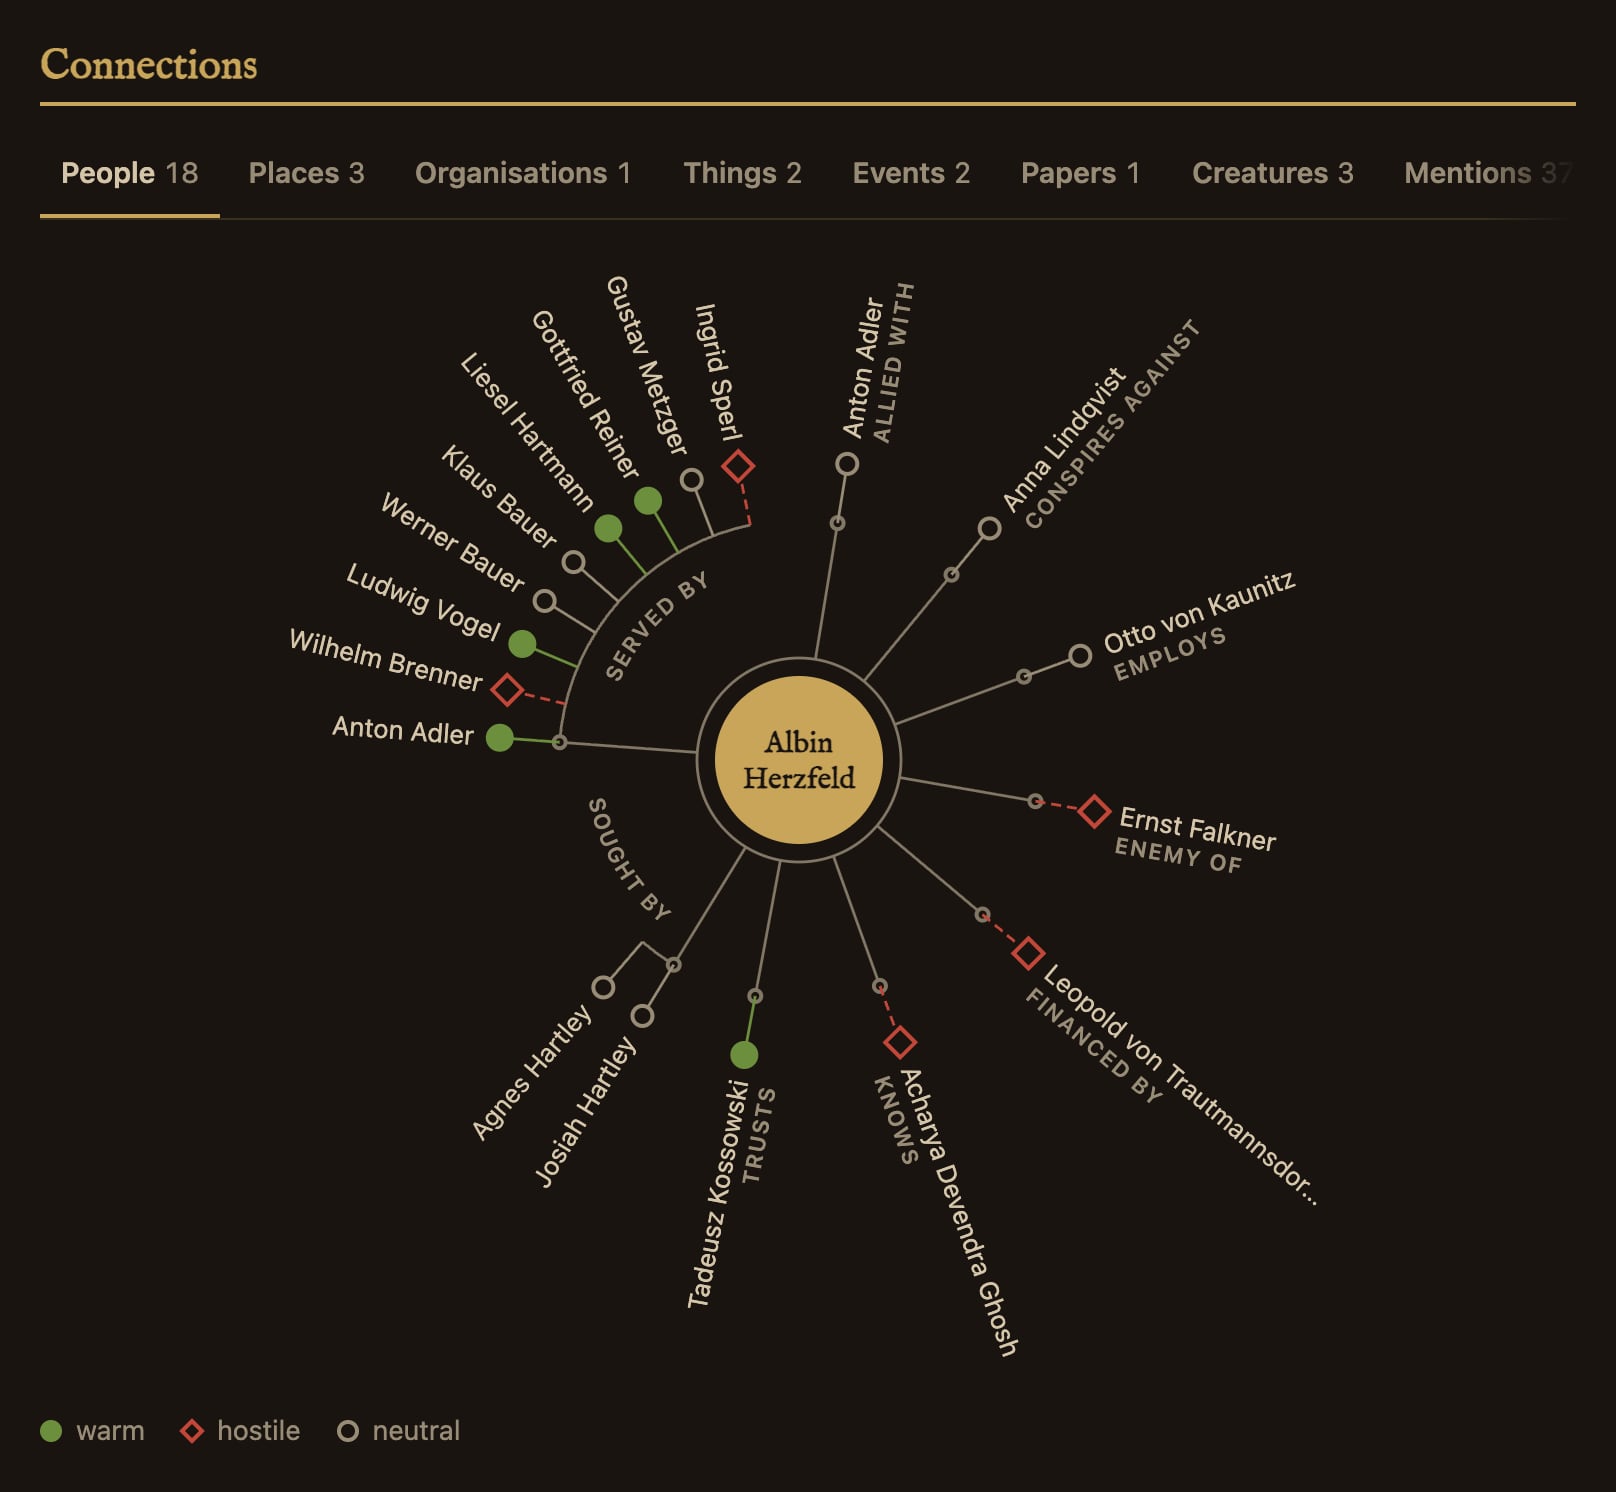 Connections
People 18
Places 3
Organisations 1
Things 2
Events 2
Papers 1
Creatures 3
Mentions 37
Anton Adler
ALLIED WITH
Anna Lindqvist
CONSPIRES AGAINST
Otto von Kaunitz
EMPLOYS
Ernst Falkner
ENEMY OF
Leopold von Trautmannsdor...
FINANCED BY
Acharya Devendra Ghosh
KNOWS
Tadeusz Kossowski
TRUSTS
SOUGHT BY
Josiah Hartley
Agnes Hartley
SERVED BY
Anton Adler
Wilhelm Brenner
Ludwig Vogel
Werner Bauer
Klaus Bauer
Liesel Hartmann
Gottfried Reiner
Gustav Metzger
Ingrid Sperl
Albin
Herzfeld
warm
hostile
neutral